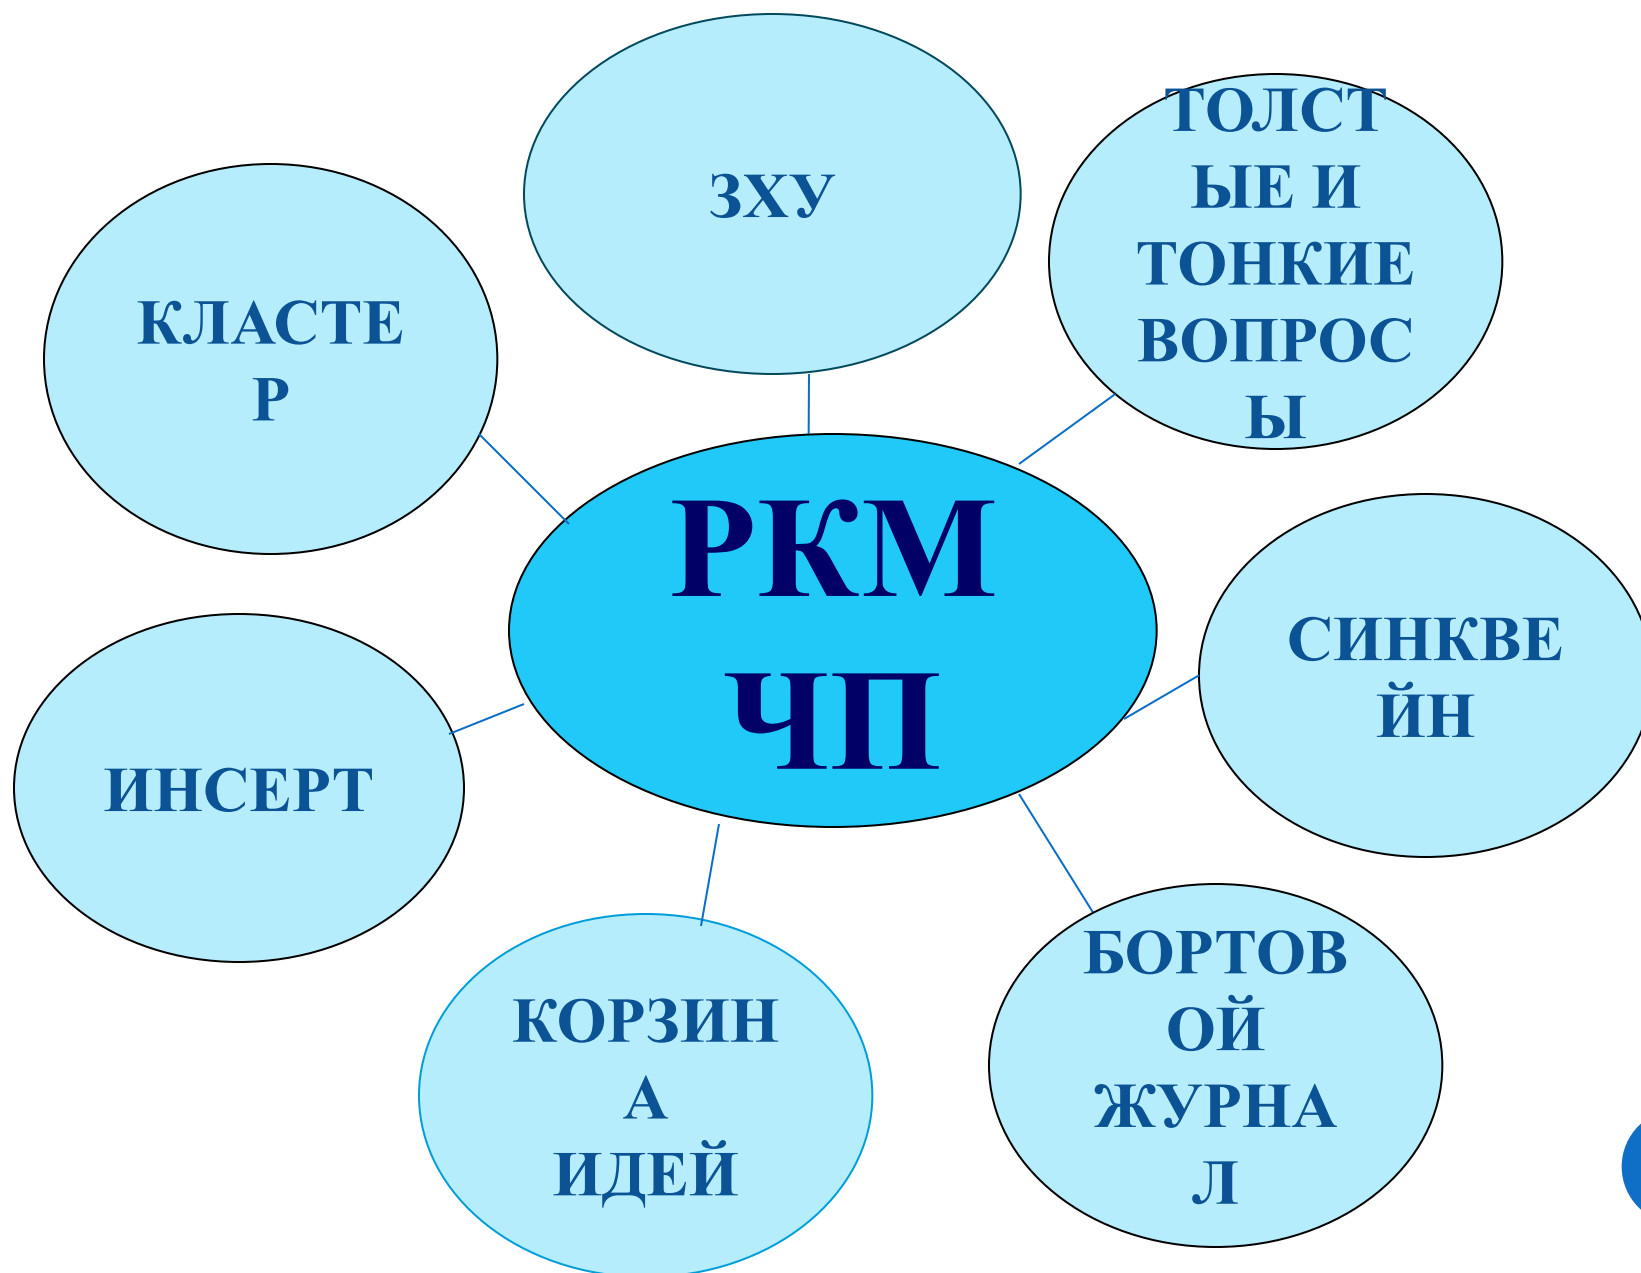 ЗХУ
ТОЛСТ
ЫЕ И
ТОНКИЕ
ВОПРОС
Ы
КЛАСТЕ
Р
РКМ
ЧП
СИНКВЕ
ЙН
ИНСЕРТ
БОРТОВ
ОЙ
ЖУРНА
Л
КОРЗИН
А
ИДЕЙ